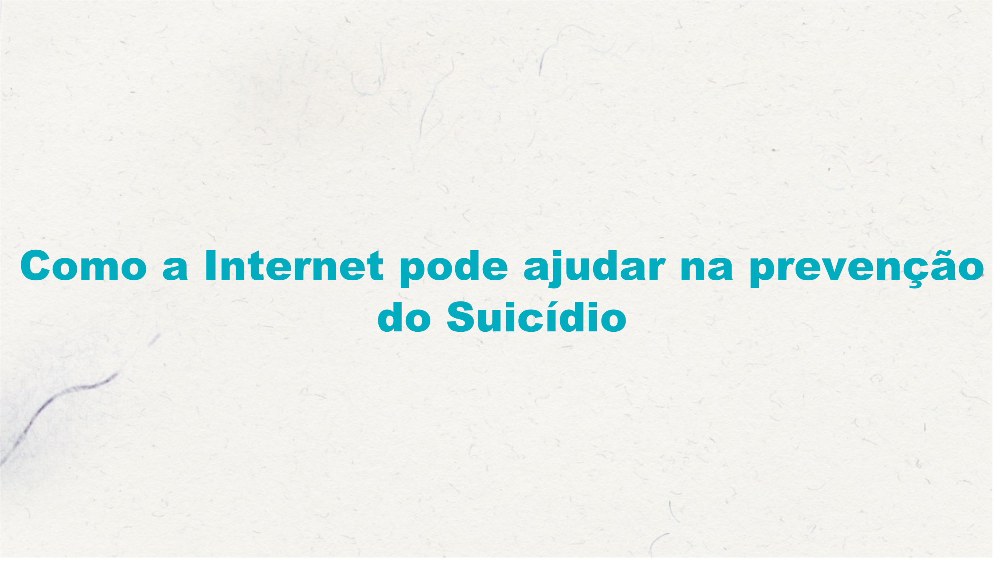 Como a Internet pode ajudar na prevenção
do Suicídio